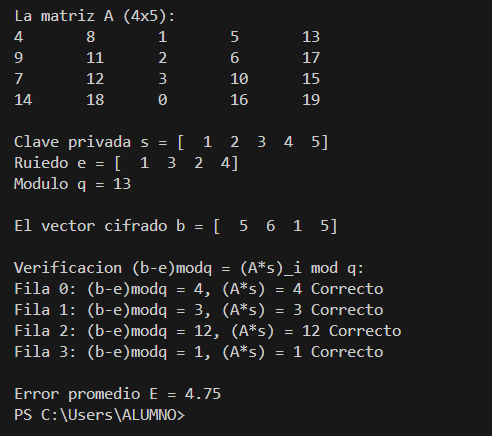 La matriz A (4x5):
4 8 1 5 13
9 11 2 6 17
7 12 3 10 15
14 18 0 16 19
Clave privada s = [ 1 2 3 4 5]
Ruiedo e = [ 1 3 2 4]
Modulo q = 13
El vector cifrado b = [ 5 6 1 5]
Verificacion (b-e)modq = (A*s)_i mod q:
Fila 0: (b-e)modq = 4, (A*s) = 4 Correcto
Fila 1: (b-e)modq = 3, (A*s) = 3 Correcto
Fila 2: (b-e)modq = 12, (A*s) = 12 Correcto
Fila 3: (b-e)modq = 1, (A*s) = 1 Correcto
Error promedio E = 4.75
PS C:\Users\ALUMNO>